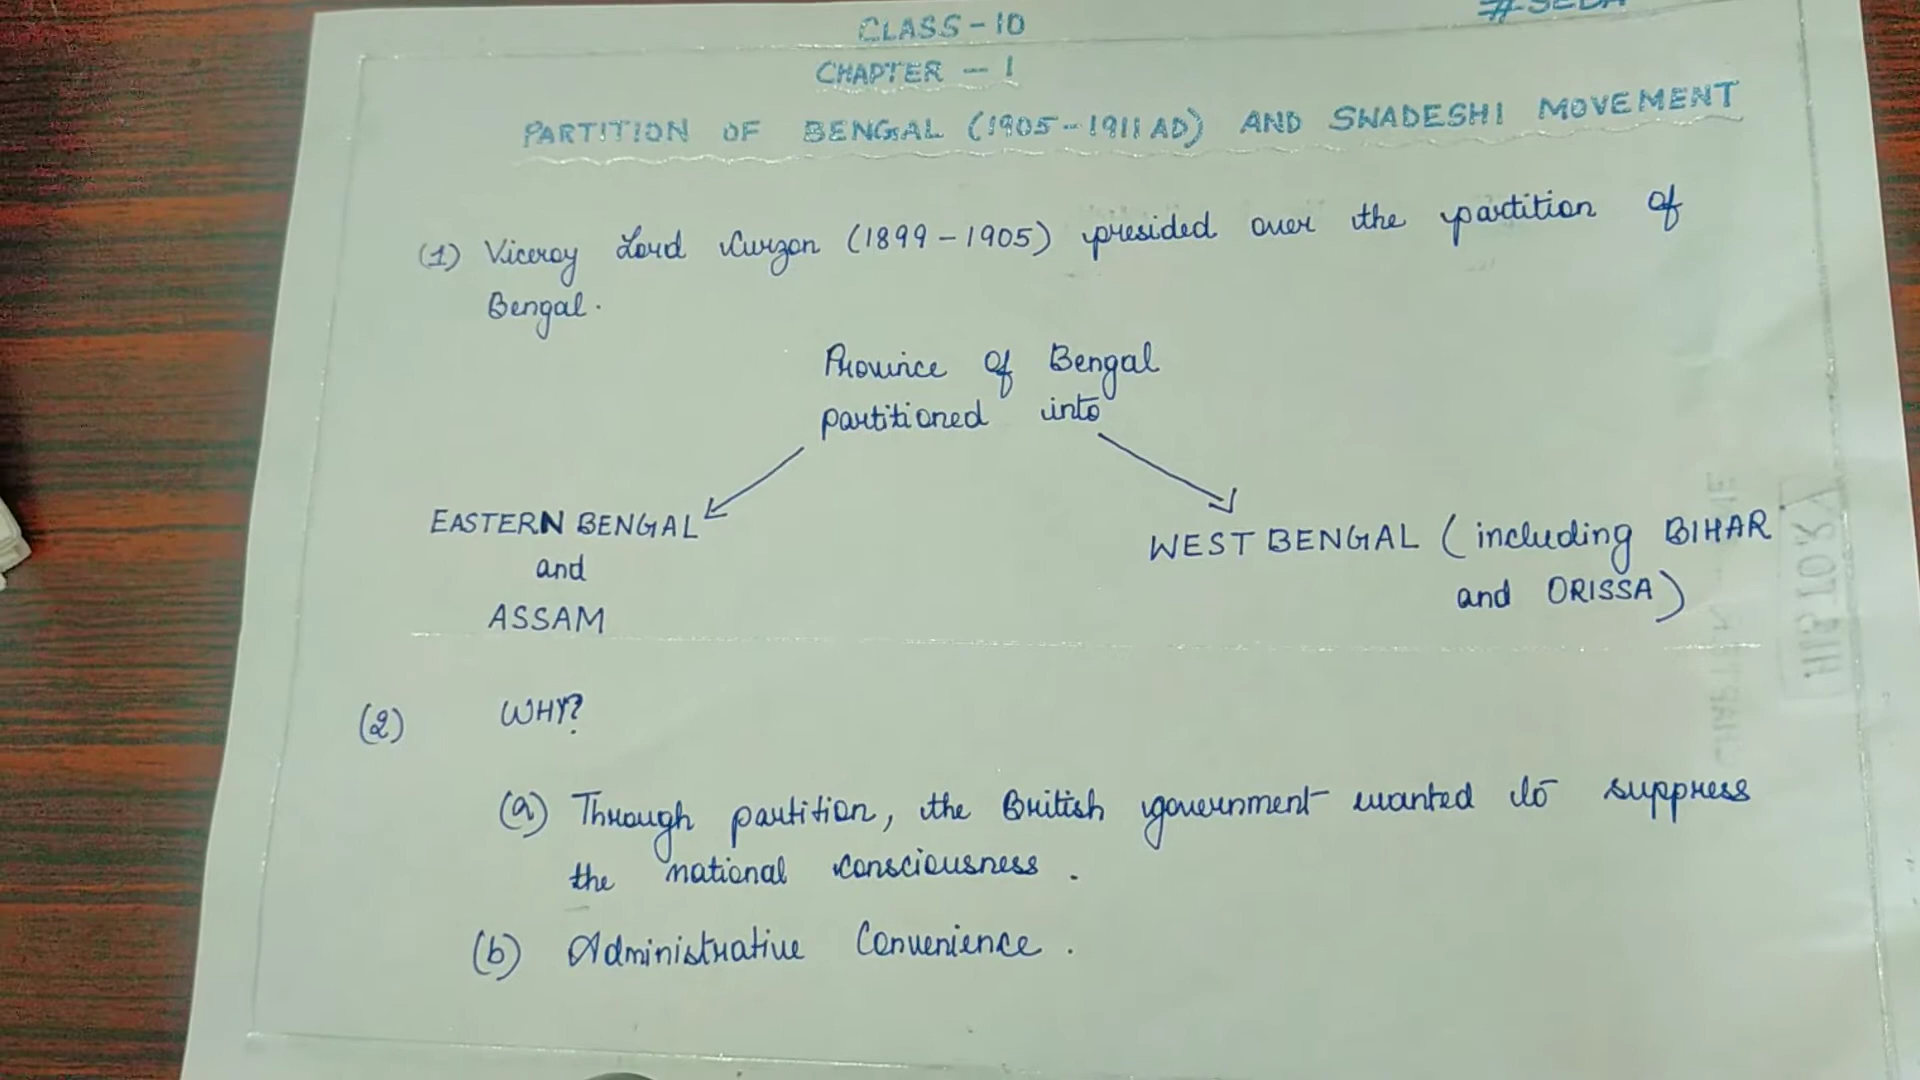 CLASS-10
CHAPTER - 1
PARTITION OF BENGAL (1905-1911 AD) AND SWADESHI MOVEMENT
(1) Viceroy Lord Curzon (1899-1905) presided over the partition of
Bengal.
Province of Bengal
partitioned into
EASTERN BENGAL
and
ASSAM
WEST BENGAL (including BIHAR
and ORISSA)
(2) WHY?
(a) Through partition, the British government wanted to suppress
the national consciousness.
(b) Administrative Convenience.
HISTORY